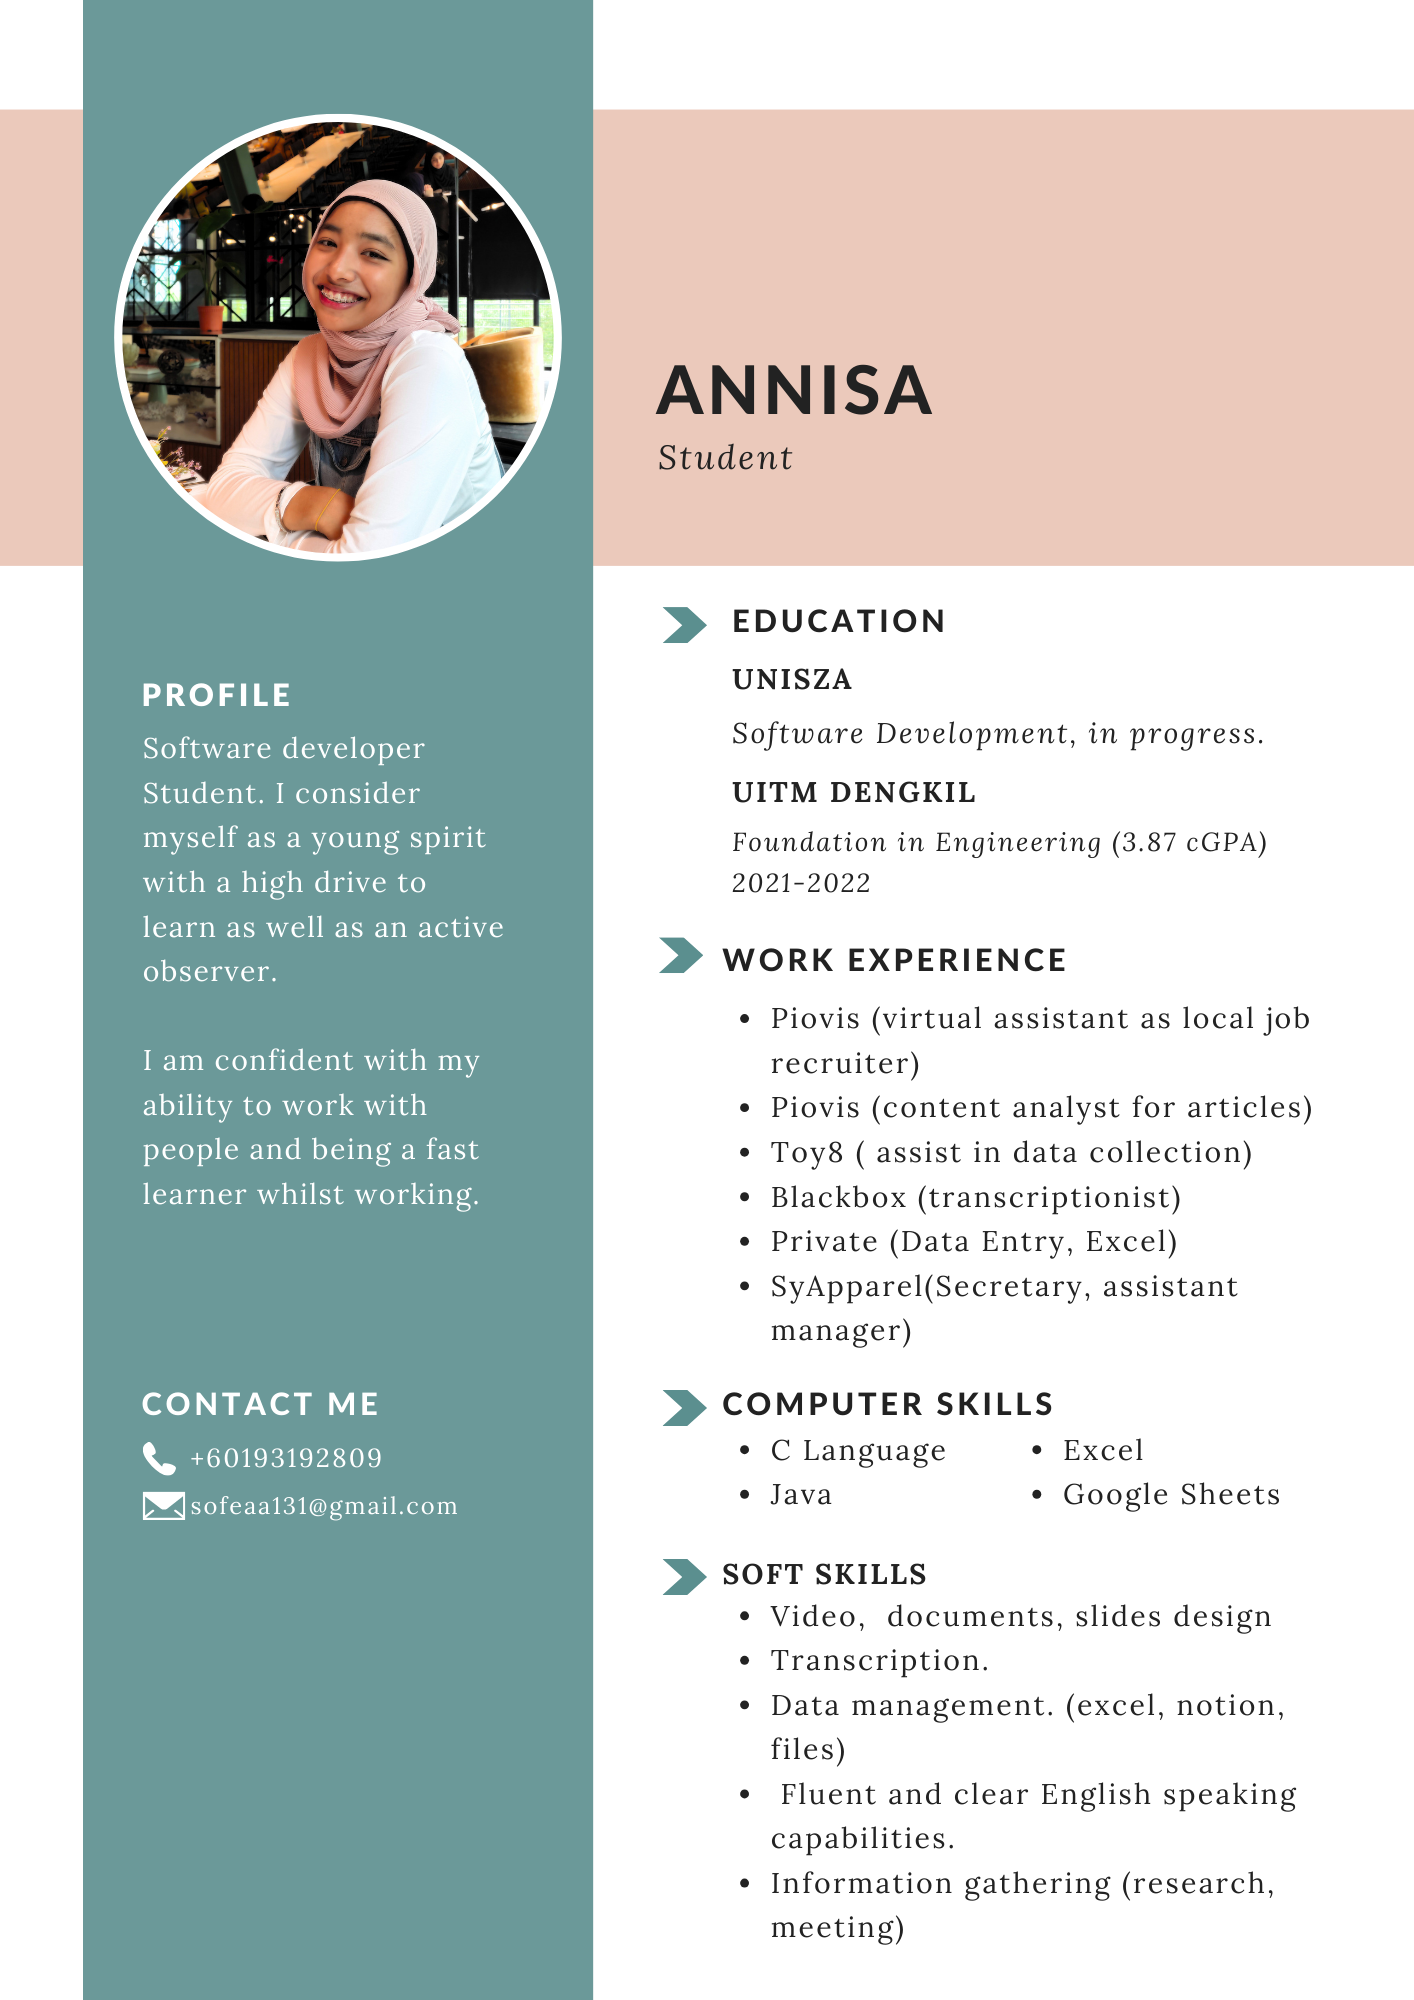 ANNISA
Student
PROFILE
Software developer
Student. I consider
myself as a young spirit
with a high drive to
learn as well as an active
observer.
I am confident with my
ability to work with
people and being a fast
learner whilst working.
CONTACT ME
+60193192809
sofeaa131@gmail.com
EDUCATION
UNISZA
Software Development, in progress.
UITM DENGKIL
Foundation in Engineering (3.87 cGPA)
2021-2022
WORK EXPERIENCE
• Piovis (virtual assistant as local job
recruiter)
• Piovis (content analyst for articles)
• Toy8 ( assist in data collection)
• Blackbox (transcriptionist)
• Private (Data Entry, Excel)
• SyApparel(Secretary, assistant
manager)
COMPUTER SKILLS
• C Language
• Java
• Excel
• Google Sheets
SOFT SKILLS
• Video,  documents, slides design
• Transcription.
• Data management. (excel, notion,
files)
•  Fluent and clear English speaking
capabilities.
• Information gathering (research,
meeting)